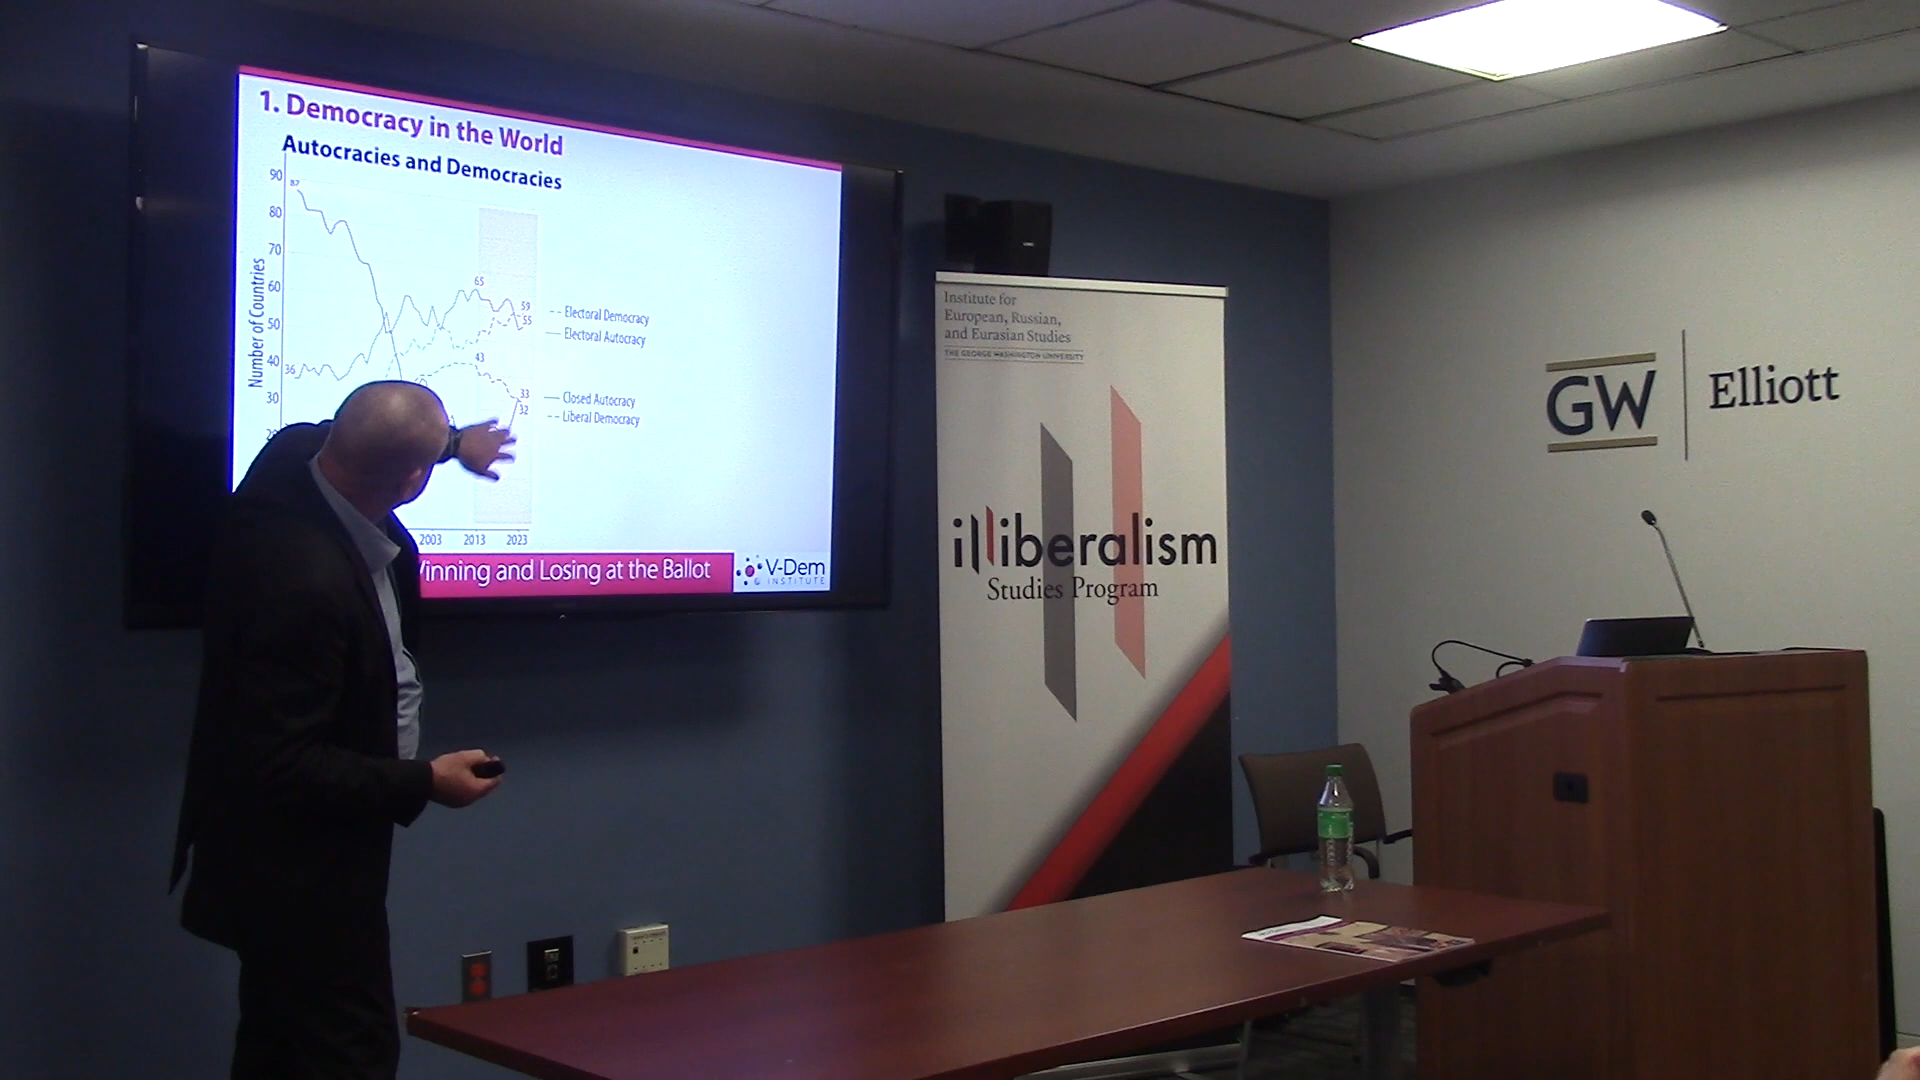 1. Democracy in the World
Autocracies and Democracies
Number of Countries
90
80
70
60
50
40
30
87
36
65
59
55
43
33
32
Electoral Democracy
Electoral Autocracy
Closed Autocracy
Liberal Democracy
2003 2013 2023
inning and Losing at the Ballot
V-Dem
INSTITUTE
Institute for
European, Russian,
and Eurasian Studies
THE GEORGE WASHINGTON UNIVERSITY
illiberalism
Studies Program
GW
Elliott